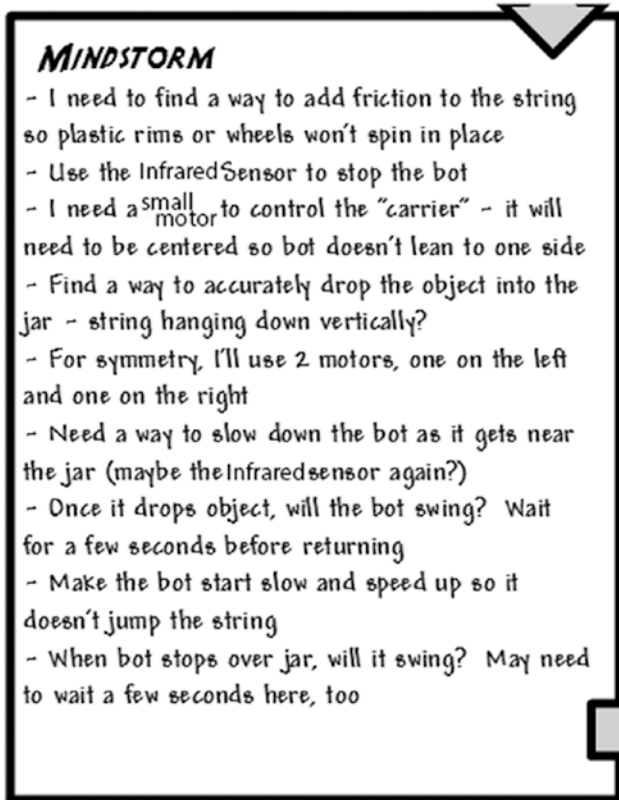 MINDSTORM
- I need to find a way to add friction to the string
so plastic rims or wheels won't spin in place
- Use the Infrared Sensor to stop the bot
- I need a small motor to control the "carrier" - it will
need to be centered so bot doesn't lean to one side
- Find a way to accurately drop the object into the
jar - string hanging down vertically?
- For symmetry, I'll use 2 motors, one on the left
and one on the right
- Need a way to slow down the bot as it gets near
the jar (maybe the Infrared sensor again?)
- Once it drops object, will the bot swing? Wait
for a few seconds before returning
- Make the bot start slow and speed up so it
doesn't jump the string
- When bot stops over jar, will it swing? May need
to wait a few seconds here, too